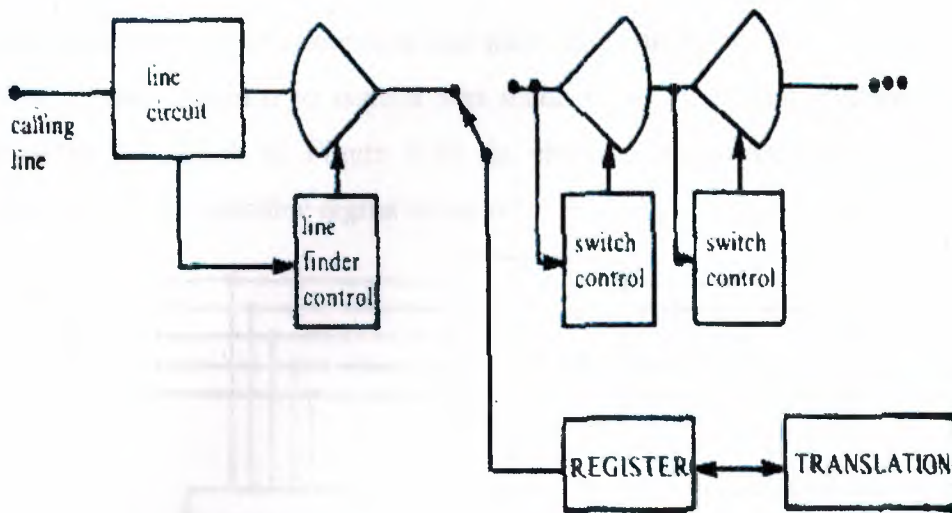 line
circuit
calling
line
line
finder
control
switch
control
switch
control
REGISTER
TRANSLATION